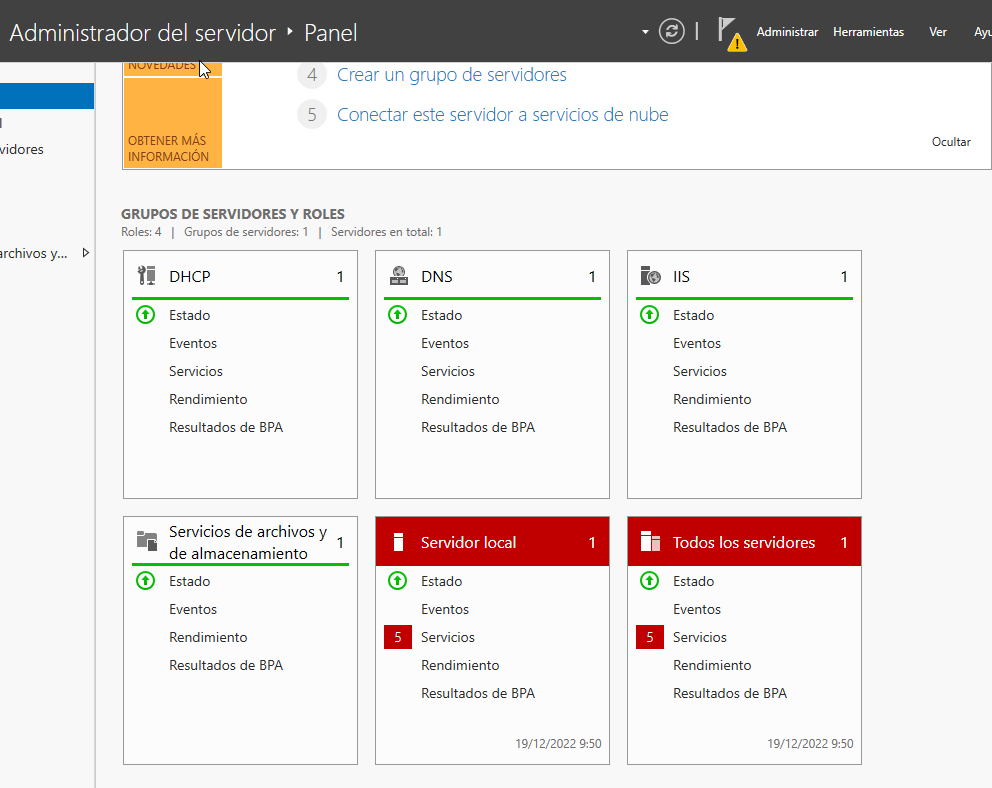 Administrador del servidor ‣ Panel
Administrar Herramientas Ver
NOVEDADES
4 Crear un grupo de servidores
5 Conectar este servidor a servicios de nube
OBTENER MÁS
INFORMACIÓN
Ocultar
archivos y...
GRUPOS DE SERVIDORES Y ROLES
Roles: 4 | Grupos de servidores: 1 | Servidores en total: 1
DHCP 1
Estado
Eventos
Servicios
Rendimiento
Resultados de BPA
DNS 1
Estado
Eventos
Servicios
Rendimiento
Resultados de BPA
IIS 1
Estado
Eventos
Servicios
Rendimiento
Resultados de BPA
Servicios de archivos y
de almacenamiento 1
Estado
Eventos
Rendimiento
Resultados de BPA
Servidor local 1
Estado
Eventos
5 Servicios
Rendimiento
Resultados de BPA
19/12/2022 9:50
Todos los servidores 1
Estado
Eventos
5 Servicios
Rendimiento
Resultados de BPA
19/12/2022 9:50